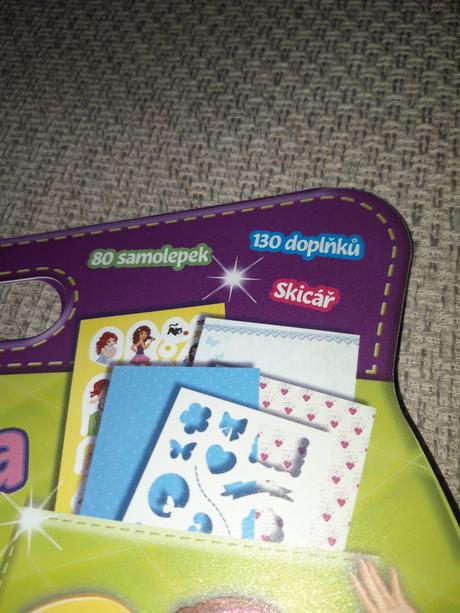 80 samolepek
130 doplňků
Skicář
a